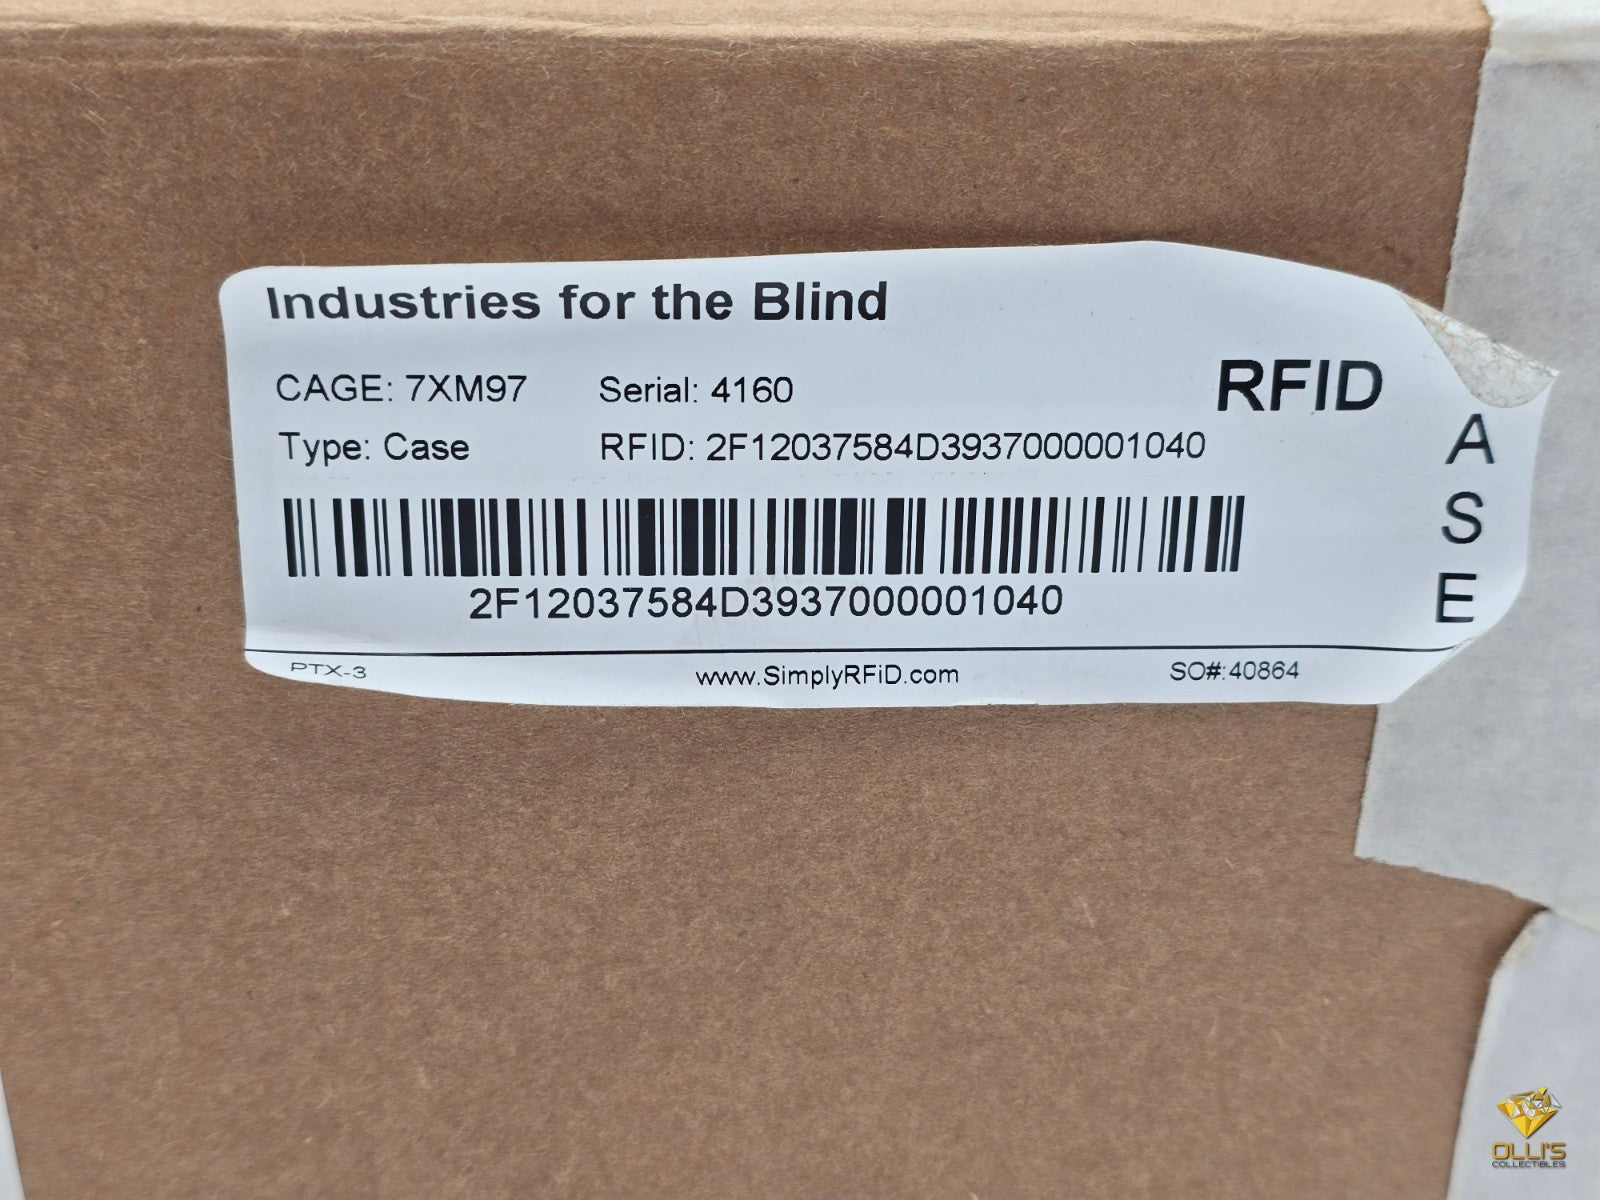 Industries for the Blind
CAGE: 7XM97 Serial: 4160
RFID
Type: Case RFID: 2F12037584D3937000001040
A
S
E
2F12037584D3937000001040
PTX-3 www.SimplyRFiD.com SO#:40864
OLLI'S
COLLECTIBLES